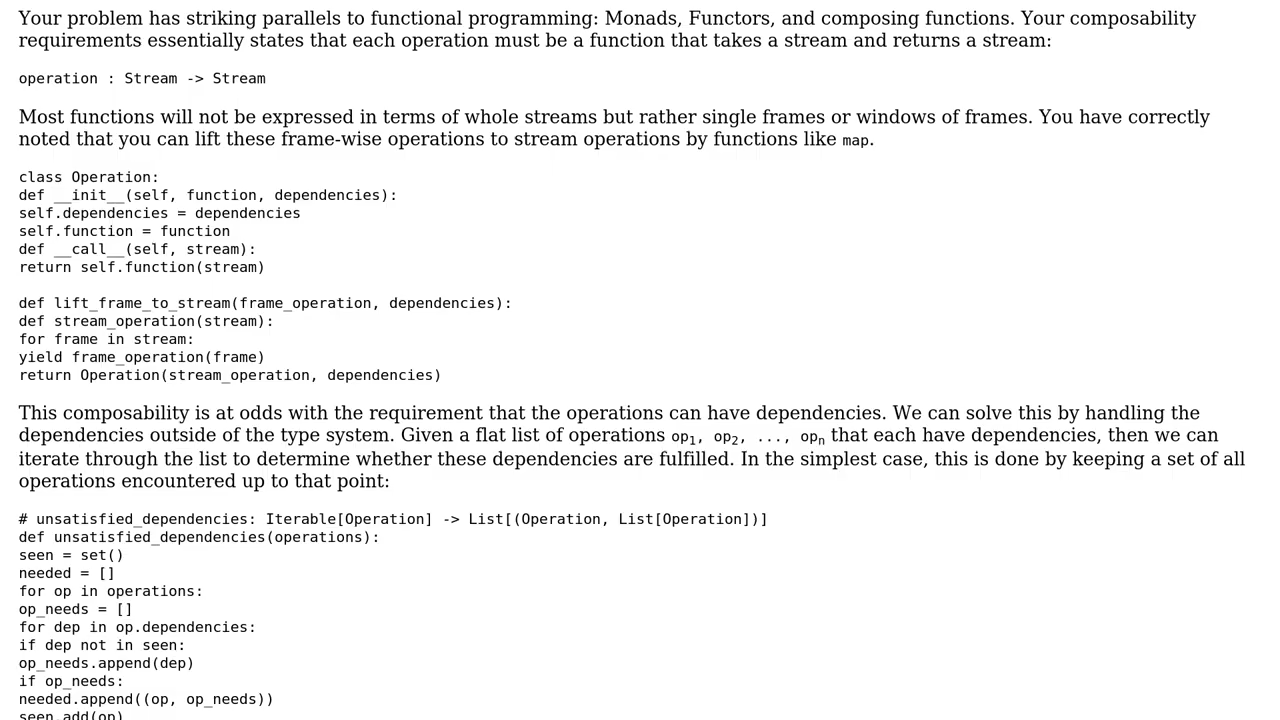 Your problem has striking parallels to functional programming: Monads, Functors, and composing functions. Your composability
requirements essentially states that each operation must be a function that takes a stream and returns a stream:
operation : Stream -> Stream
Most functions will not be expressed in terms of whole streams but rather single frames or windows of frames. You have correctly
noted that you can lift these frame-wise operations to stream operations by functions like map.
class Operation:
def __init__(self, function, dependencies):
self.dependencies = dependencies
self.function = function
def __call__(self, stream):
return self.function(stream)
def lift_frame_to_stream(frame_operation, dependencies):
def stream_operation(stream):
for frame in stream:
yield frame_operation(frame)
return Operation(stream_operation, dependencies)
This composability is at odds with the requirement that the operations can have dependencies. We can solve this by handling the
dependencies outside of the type system. Given a flat list of operations op1, op2, ..., opn that each have dependencies, then we can
iterate through the list to determine whether these dependencies are fulfilled. In the simplest case, this is done by keeping a set of all
operations encountered up to that point:
# unsatisfied_dependencies: Iterable[Operation] -> List[(Operation, List[Operation])]
def unsatisfied_dependencies(operations):
seen = set()
needed = []
for op in operations:
op_needs = []
for dep in op.dependencies:
if dep not in seen:
op_needs.append(dep)
if op_needs:
needed.append((op, op_needs))
seen.add(op)